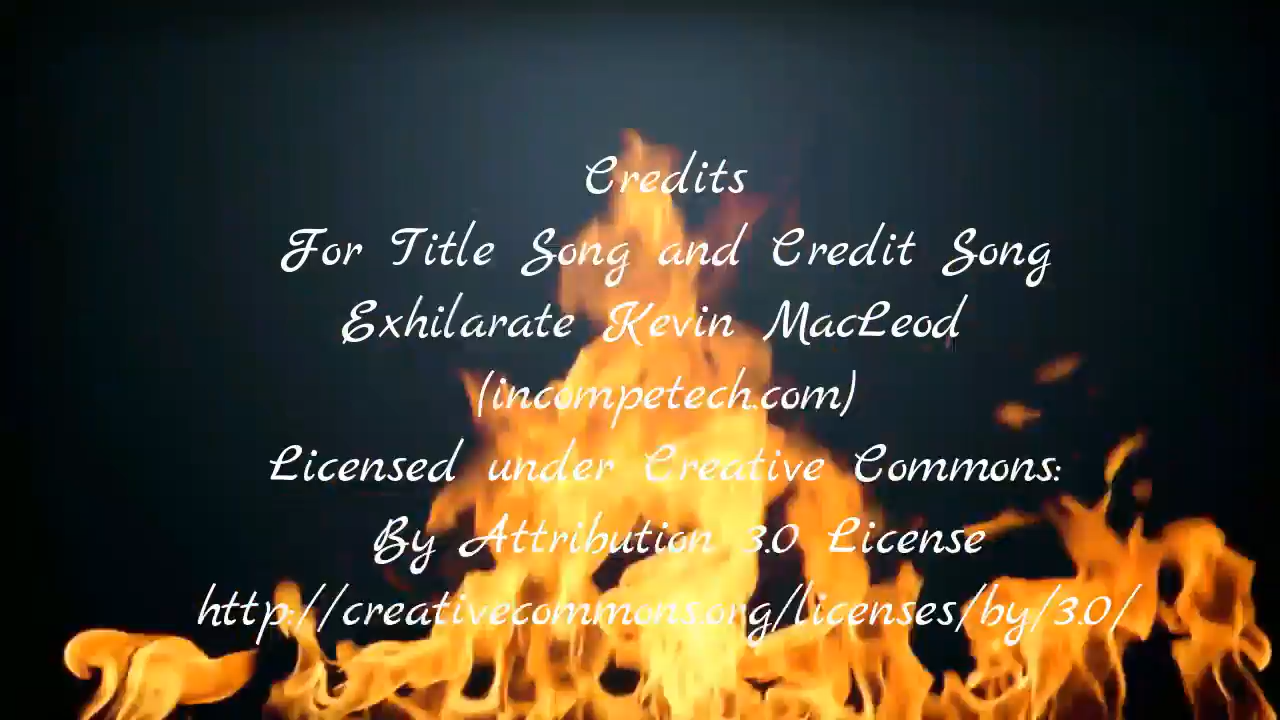 Credits
For Title Song and Credit Song
Exhilarate Kevin MacLeod
(incompetech.com)
Licensed under Creative Commons:
By Attribution 3.0 License
http://creativecommons.org/licenses/by/3.0/